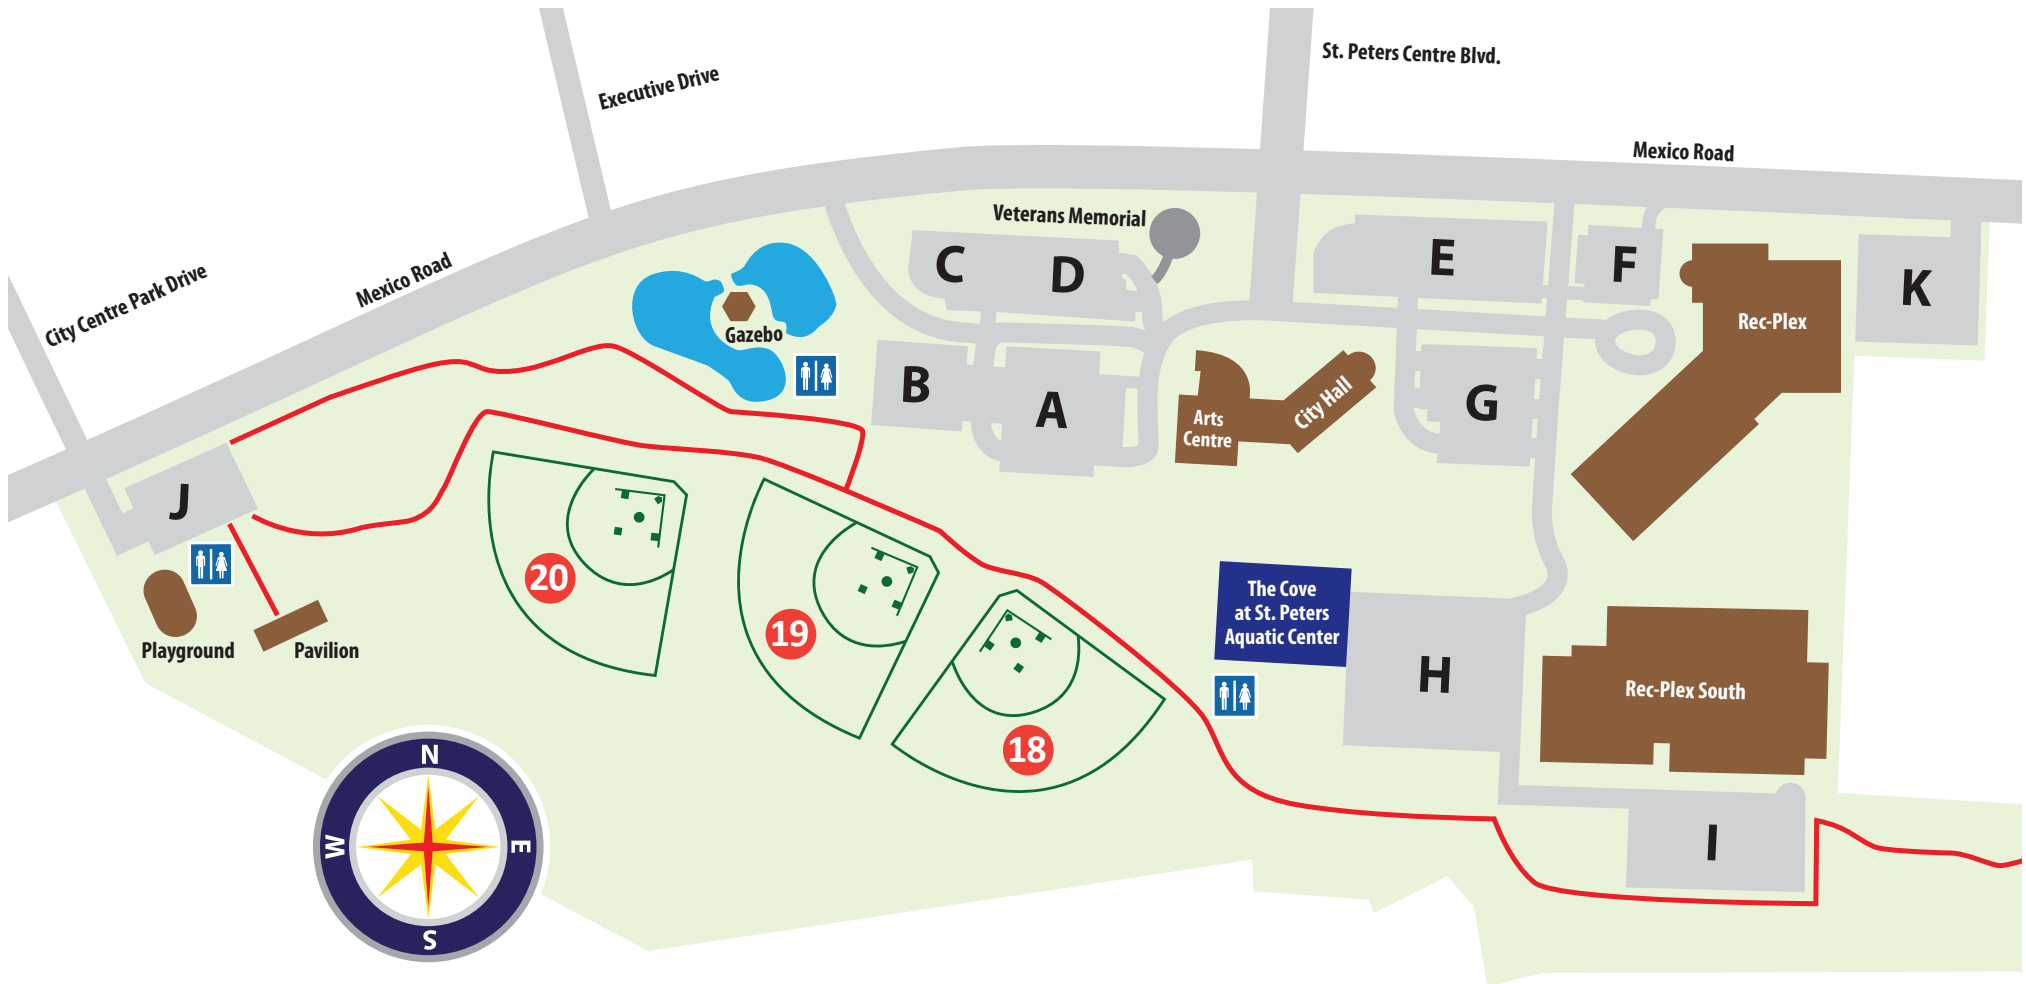 St. Peters Centre Blvd.
Executive Drive
Mexico Road
Veterans Memorial
City Centre Park Drive
Mexico Road
C
D
E
F
K
Rec-Plex
Gazebo
B
A
Arts
Centre
City Hall
G
J
20
19
18
The Cove
at St. Peters
Aquatic Center
H
Rec-Plex South
Playground
Pavilion
I
N
W
E
S